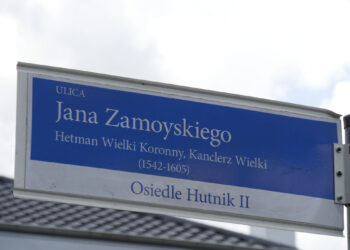 ULICA
Jana Zamoyskiego
Hetman Wielki Koronny, Kanclerz Wielki
(1542-1605)
Osiedle Hutnik II